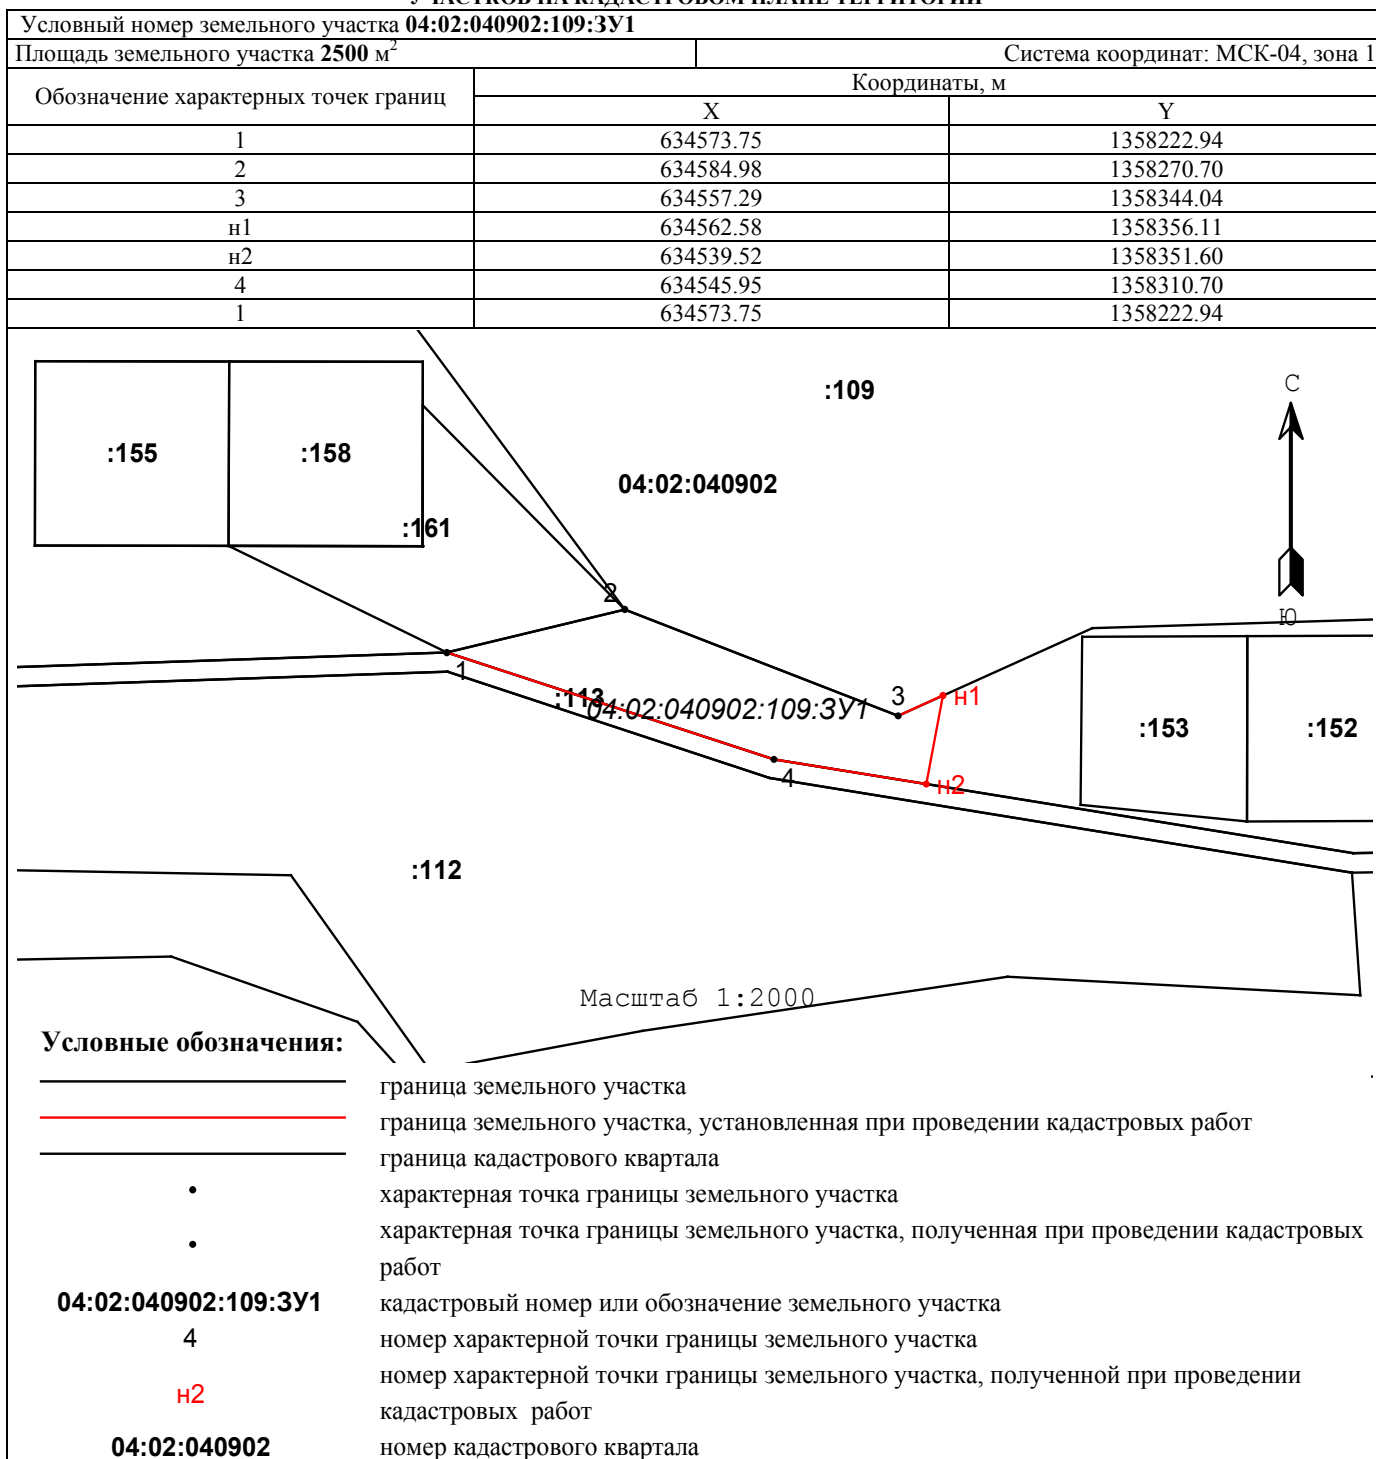 УЧАСТКОВ НА КАДАСТРОВОМ ПЛАНЕ ТЕРРИТОРИИ
Условный номер земельного участка 04:02:040902:109:ЗУ1
Площадь земельного участка 2500 м²
Система координат: МСК-04, зона 1
Обозначение характерных точек границ
Координаты, м
X Y
1 634573.75 1358222.94
2 634584.98 1358270.70
3 634557.29 1358344.04
н1 634562.58 1358356.11
н2 634539.52 1358351.60
4 634545.95 1358310.70
1 634573.75 1358222.94
:109
С
:155
:158
04:02:040902
:161
2
Ю
1
:113
04:02:040902:109:ЗУ1
3
н1
:153
:152
4
н2
:112
Масштаб 1:2000
Условные обозначения:
граница земельного участка
граница земельного участка, установленная при проведении кадастровых работ
граница кадастрового квартала
характерная точка границы земельного участка
характерная точка границы земельного участка, полученная при проведении кадастровых
работ
04:02:040902:109:ЗУ1 кадастровый номер или обозначение земельного участка
4 номер характерной точки границы земельного участка
н2 номер характерной точки границы земельного участка, полученной при проведении
кадастровых работ
04:02:040902 номер кадастрового квартала